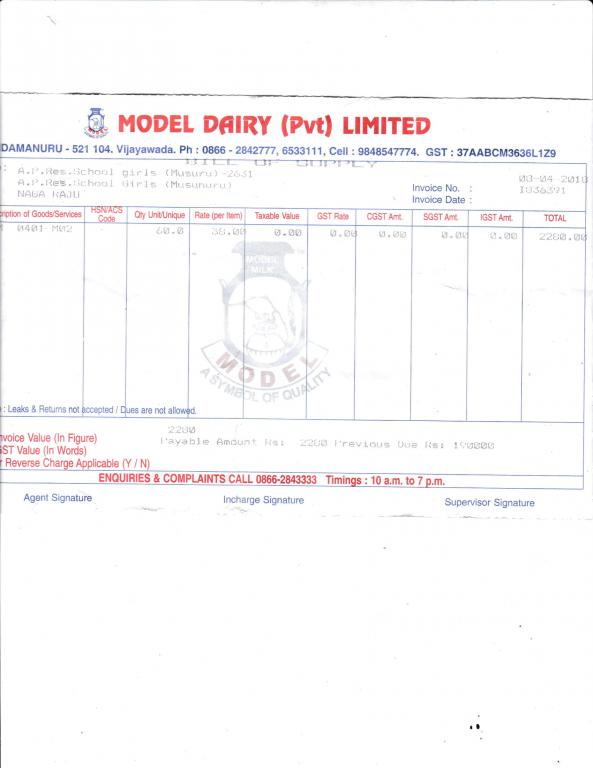 MODEL DAIRY (Pvt) LIMITED
DAMANURU - 521 104. Vijayawada. Ph : 0866 - 2842777, 6533111, Cell : 9848547774. GST : 37AABCM3636L1Z9
BILL OF SUPPLY
: A.P.Res.School girls (Musuru)-2631
A.P.Res.School Girls (Musunuru)
NAGA RAJU
03-04-2018
Invoice No. : 1836391
Invoice Date :
cription of Goods/Services HSN/ACS Code Qty Unit/Unique Rate (per Item) Taxable Value GST Rate CGST Amt. SGST Amt. IGST Amt. TOTAL
0401-M02 60.0 38.00 0.00 0.00 0.00 0.00 0.00 2280.00
MODEL
MILK
MODEL
A SYMBOL OF QUALITY
: Leaks & Returns not accepted / Dues are not allowed.
2280
nvoice Value (In Figure) Payable Amount Rs: 2280 Previous Due Rs: 190000
ST Value (In Words)
r Reverse Charge Applicable (Y / N)
ENQUIRIES & COMPLAINTS CALL 0866-2843333 Timings : 10 a.m. to 7 p.m.
Agent Signature Incharge Signature Supervisor Signature